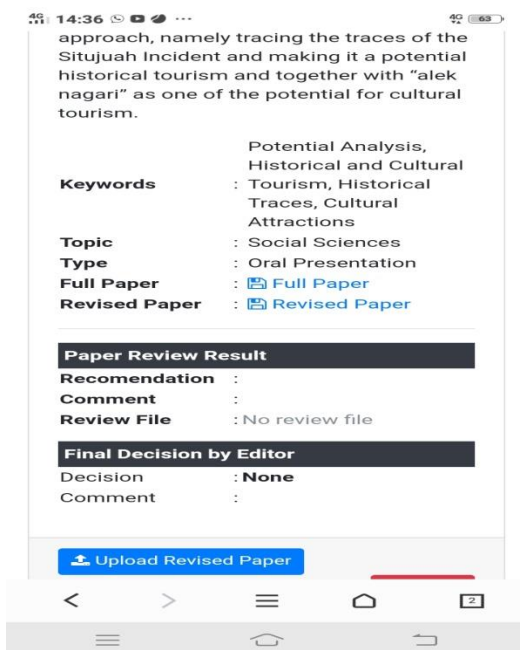 4G 14:36 ... 4G 63
approach, namely tracing the traces of the
Situjuah Incident and making it a potential
historical tourism and together with “alek
nagari” as one of the potential for cultural
tourism.
Potential Analysis,
Historical and Cultural
Keywords : Tourism, Historical
Traces, Cultural
Attractions
Topic : Social Sciences
Type : Oral Presentation
Full Paper : Full Paper
Revised Paper : Revised Paper
Paper Review Result
Recomendation :
Comment :
Review File : No review file
Final Decision by Editor
Decision : None
Comment :
Upload Revised Paper
2